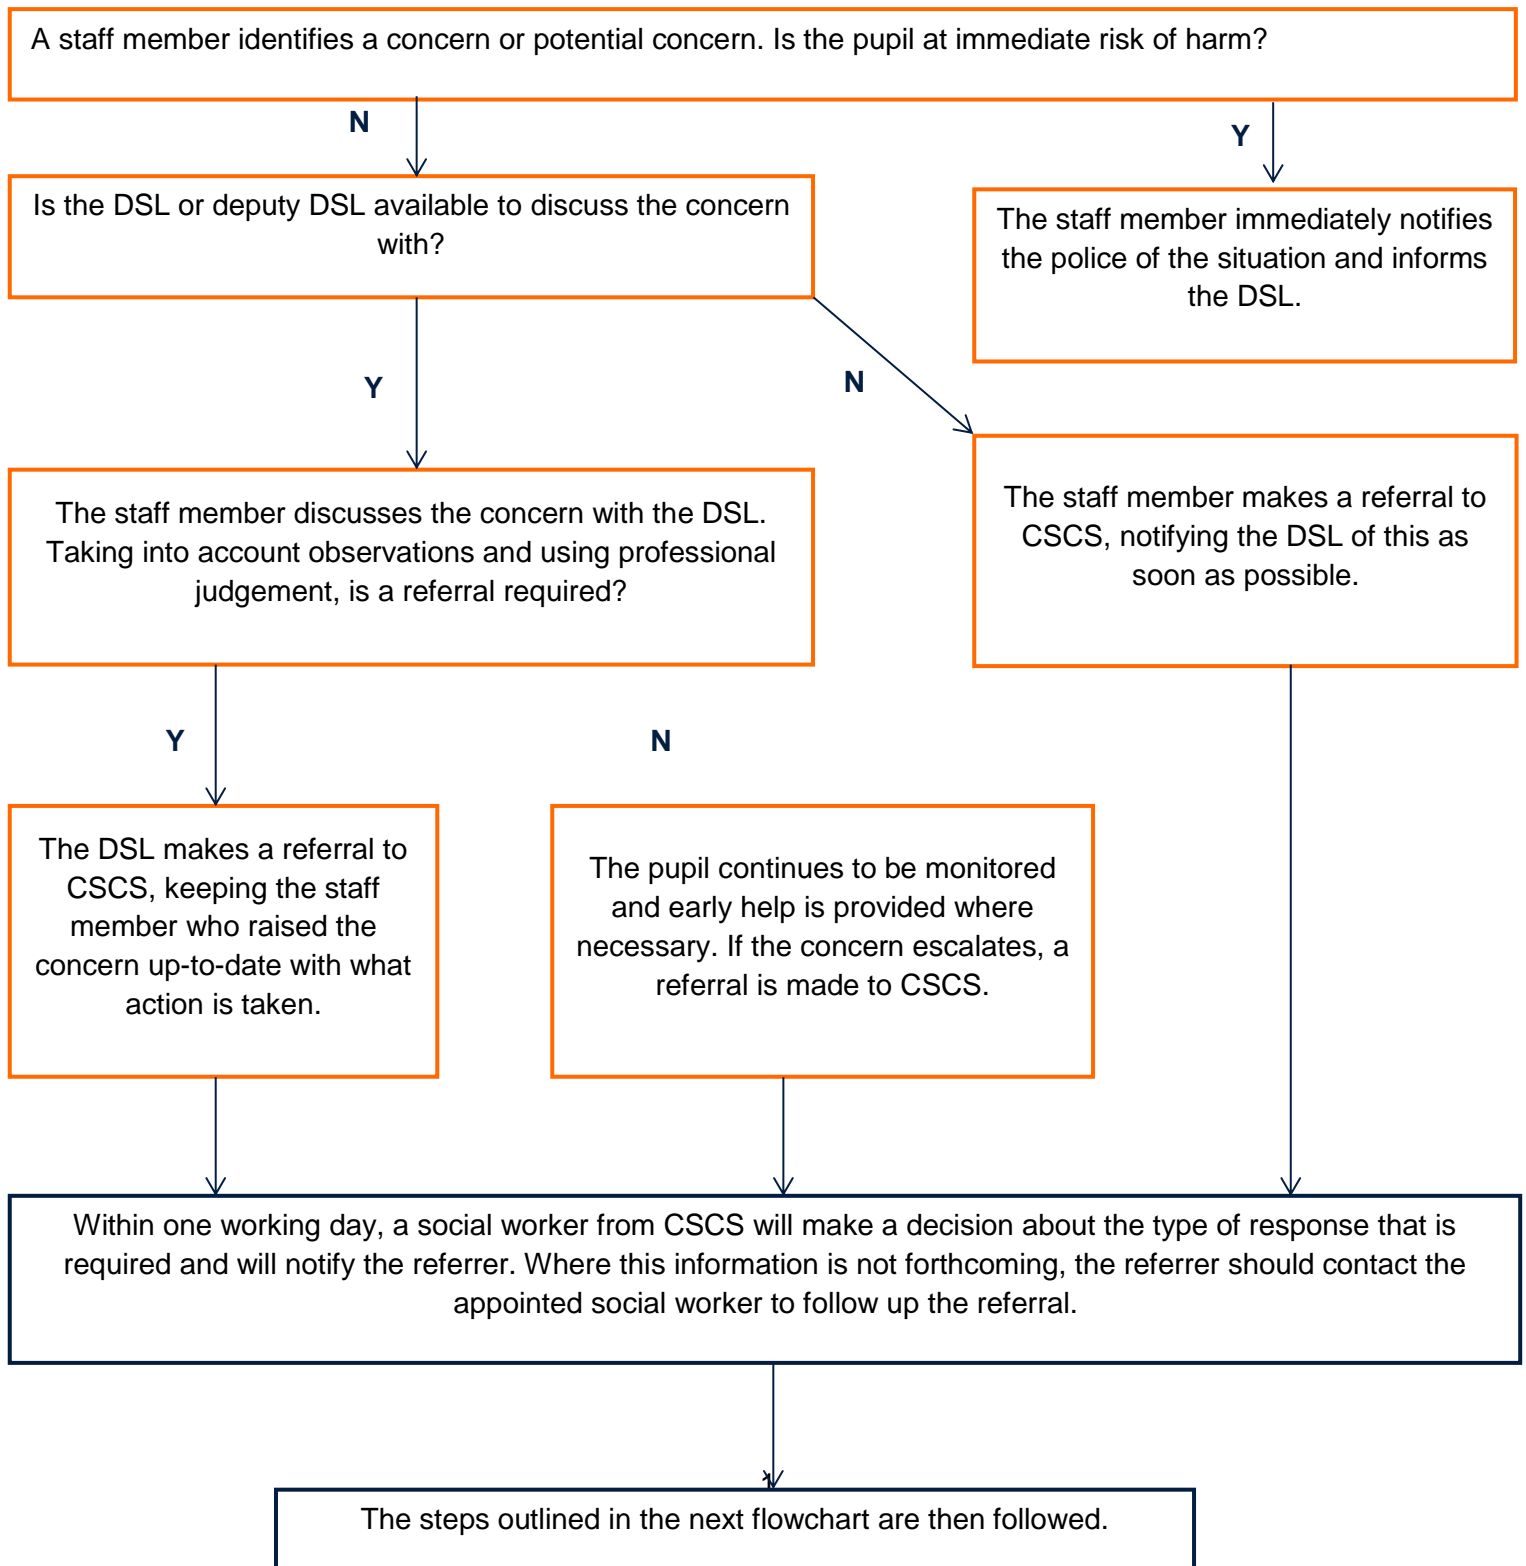 A staff member identifies a concern or potential concern. Is the pupil at immediate risk of harm?
N
Y
Is the DSL or deputy DSL available to discuss the concern
with?
The staff member immediately notifies
the police of the situation and informs
the DSL.
Y
N
The staff member discusses the concern with the DSL.
Taking into account observations and using professional
judgement, is a referral required?
The staff member makes a referral to
CSCS, notifying the DSL of this as
soon as possible.
Y
N
The DSL makes a referral to
CSCS, keeping the staff
member who raised the
concern up-to-date with what
action is taken.
The pupil continues to be monitored
and early help is provided where
necessary. If the concern escalates, a
referral is made to CSCS.
Within one working day, a social worker from CSCS will make a decision about the type of response that is
required and will notify the referrer. Where this information is not forthcoming, the referrer should contact the
appointed social worker to follow up the referral.
The steps outlined in the next flowchart are then followed.